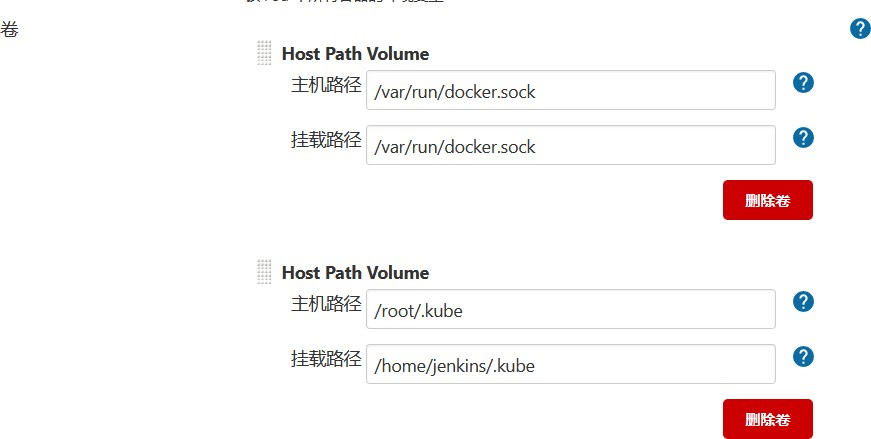 卷
Host Path Volume
主机路径 /var/run/docker.sock
挂载路径 /var/run/docker.sock
删除卷
Host Path Volume
主机路径 /root/.kube
挂载路径 /home/jenkins/.kube
删除卷